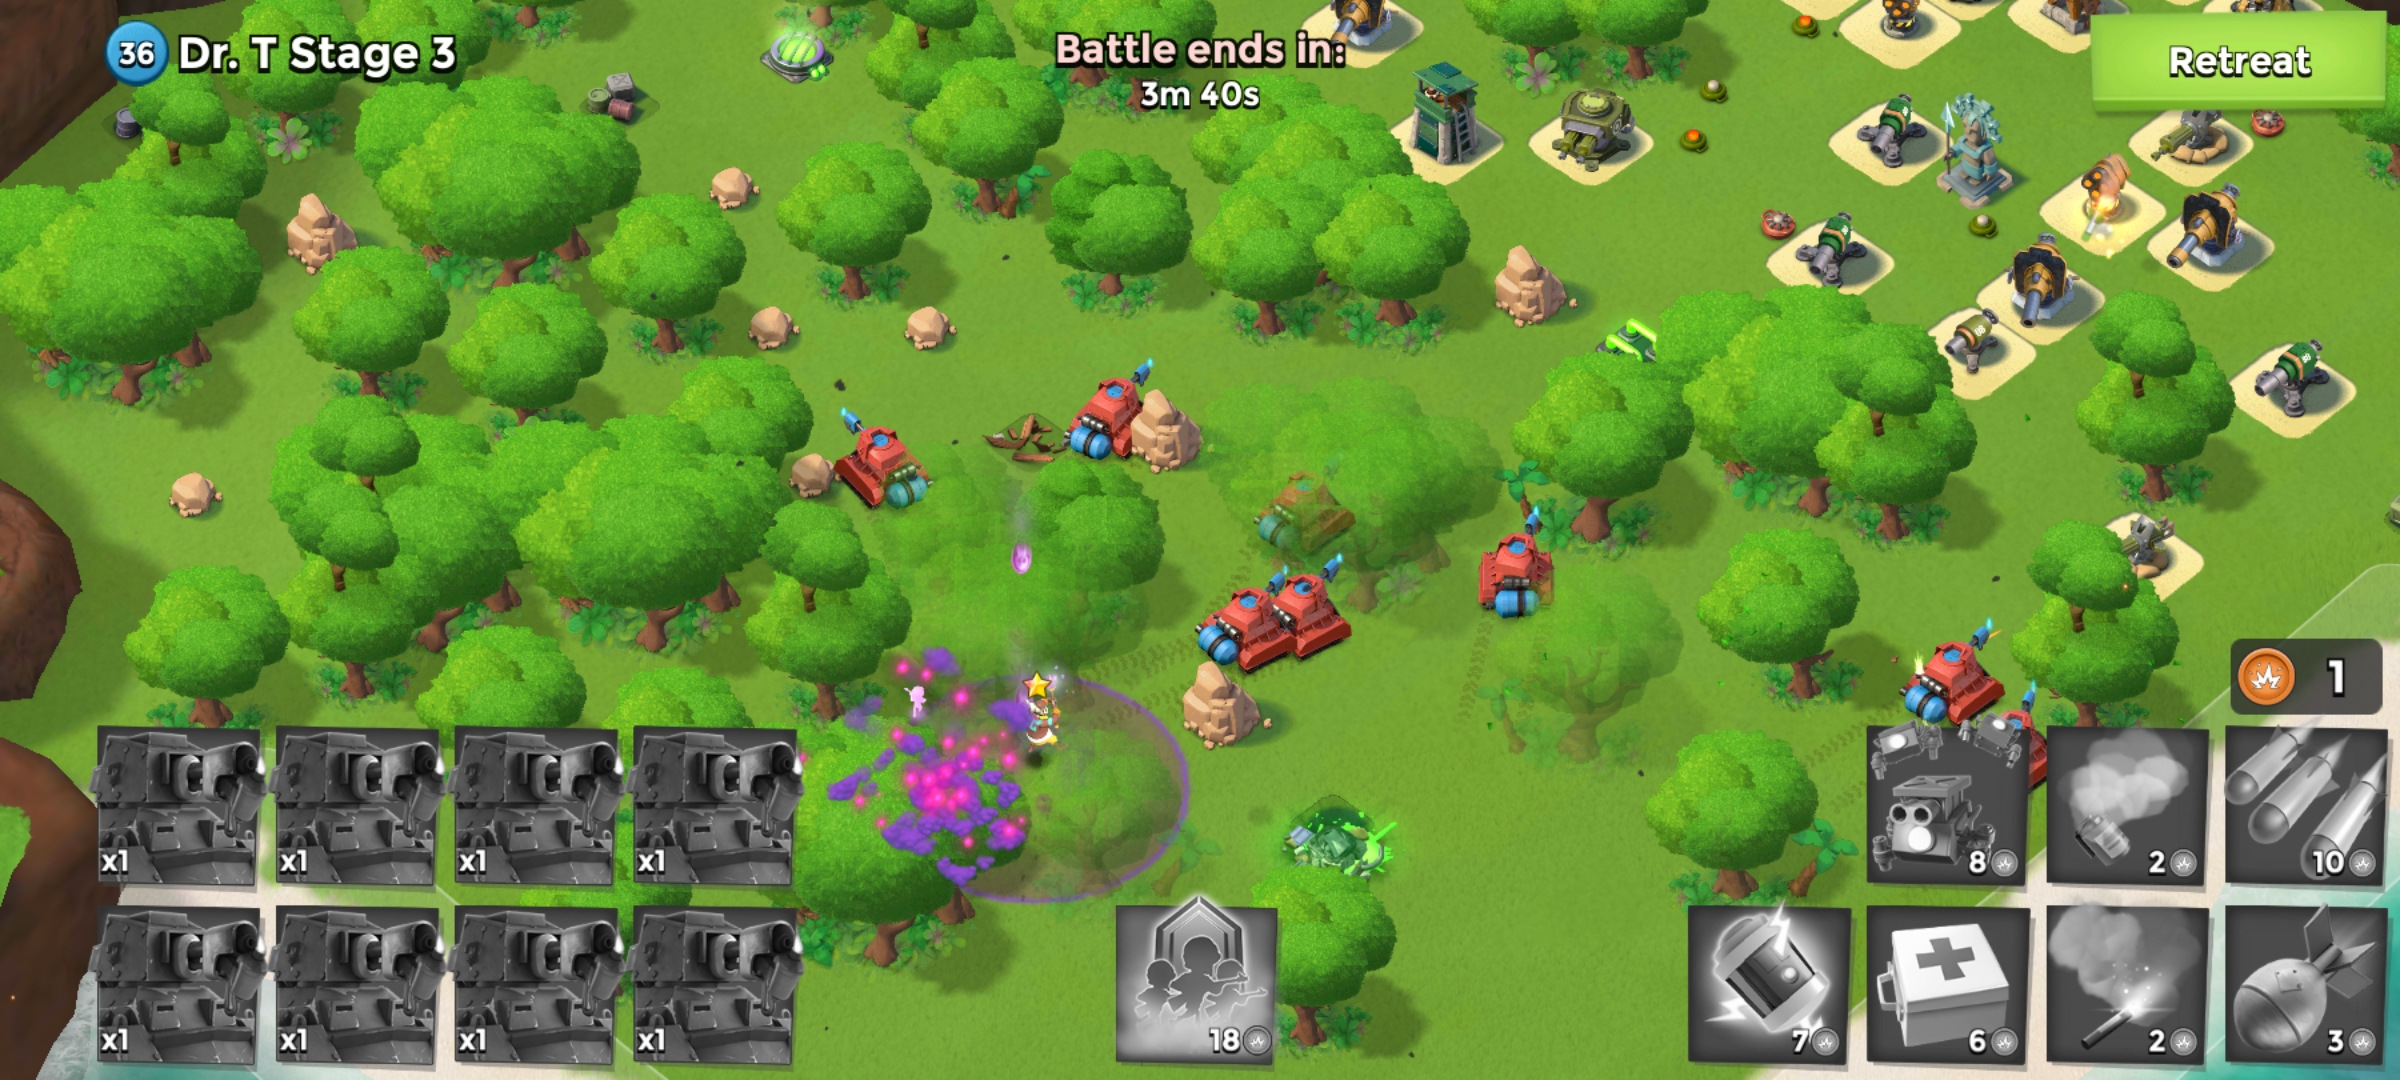 36 Dr. T Stage 3
Battle ends in:
3m 40s
Retreat
1
x1 x1 x1 x1
8 2 10
x1 x1 x1 x1
18
7 6 2 3